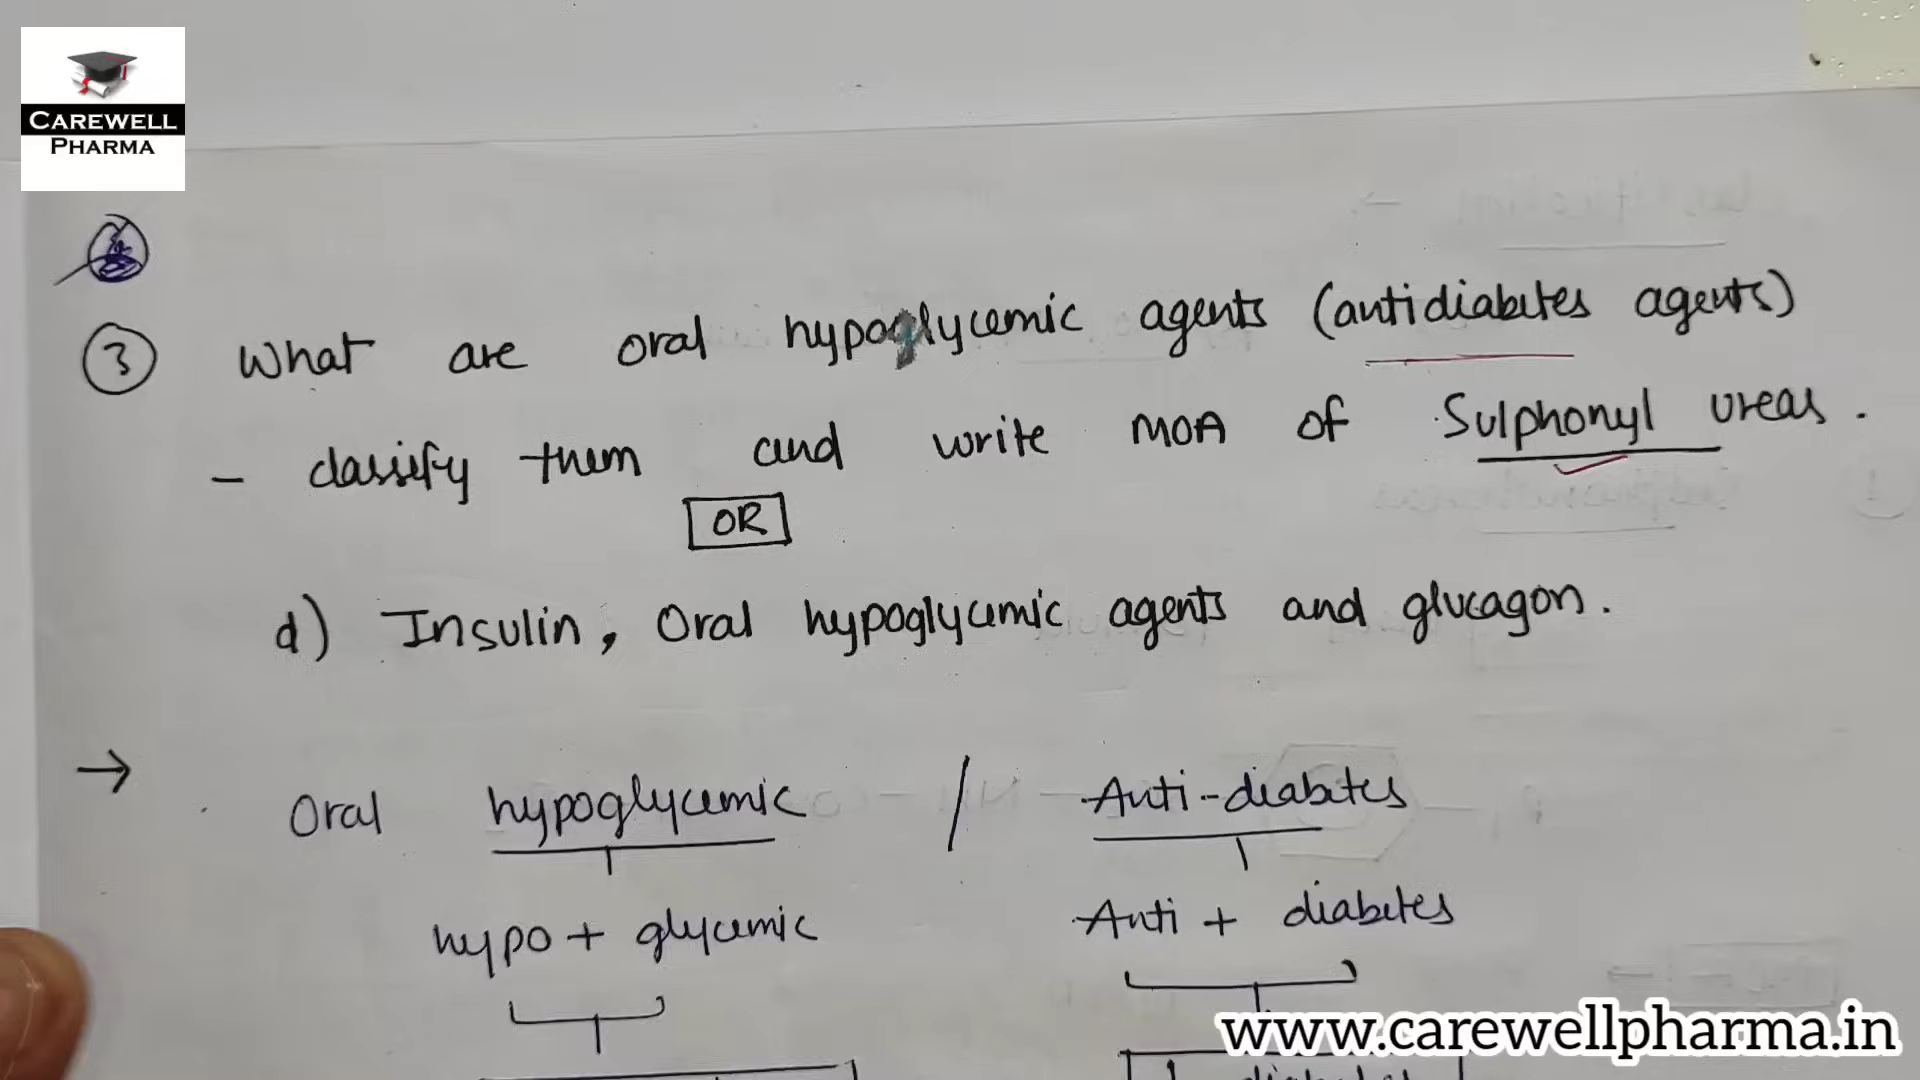 CAREWELL
PHARMA
3 What are oral hypoglycemic agents (antidiabetes agents)
- classify them and write MOA of Sulphonyl ureas.
OR
d) Insulin, Oral hypoglycemic agents and glucagon.
→ Oral hypoglycemic / Anti-diabetes
hypo + glycemic Anti + diabetes
www.carewellpharma.in